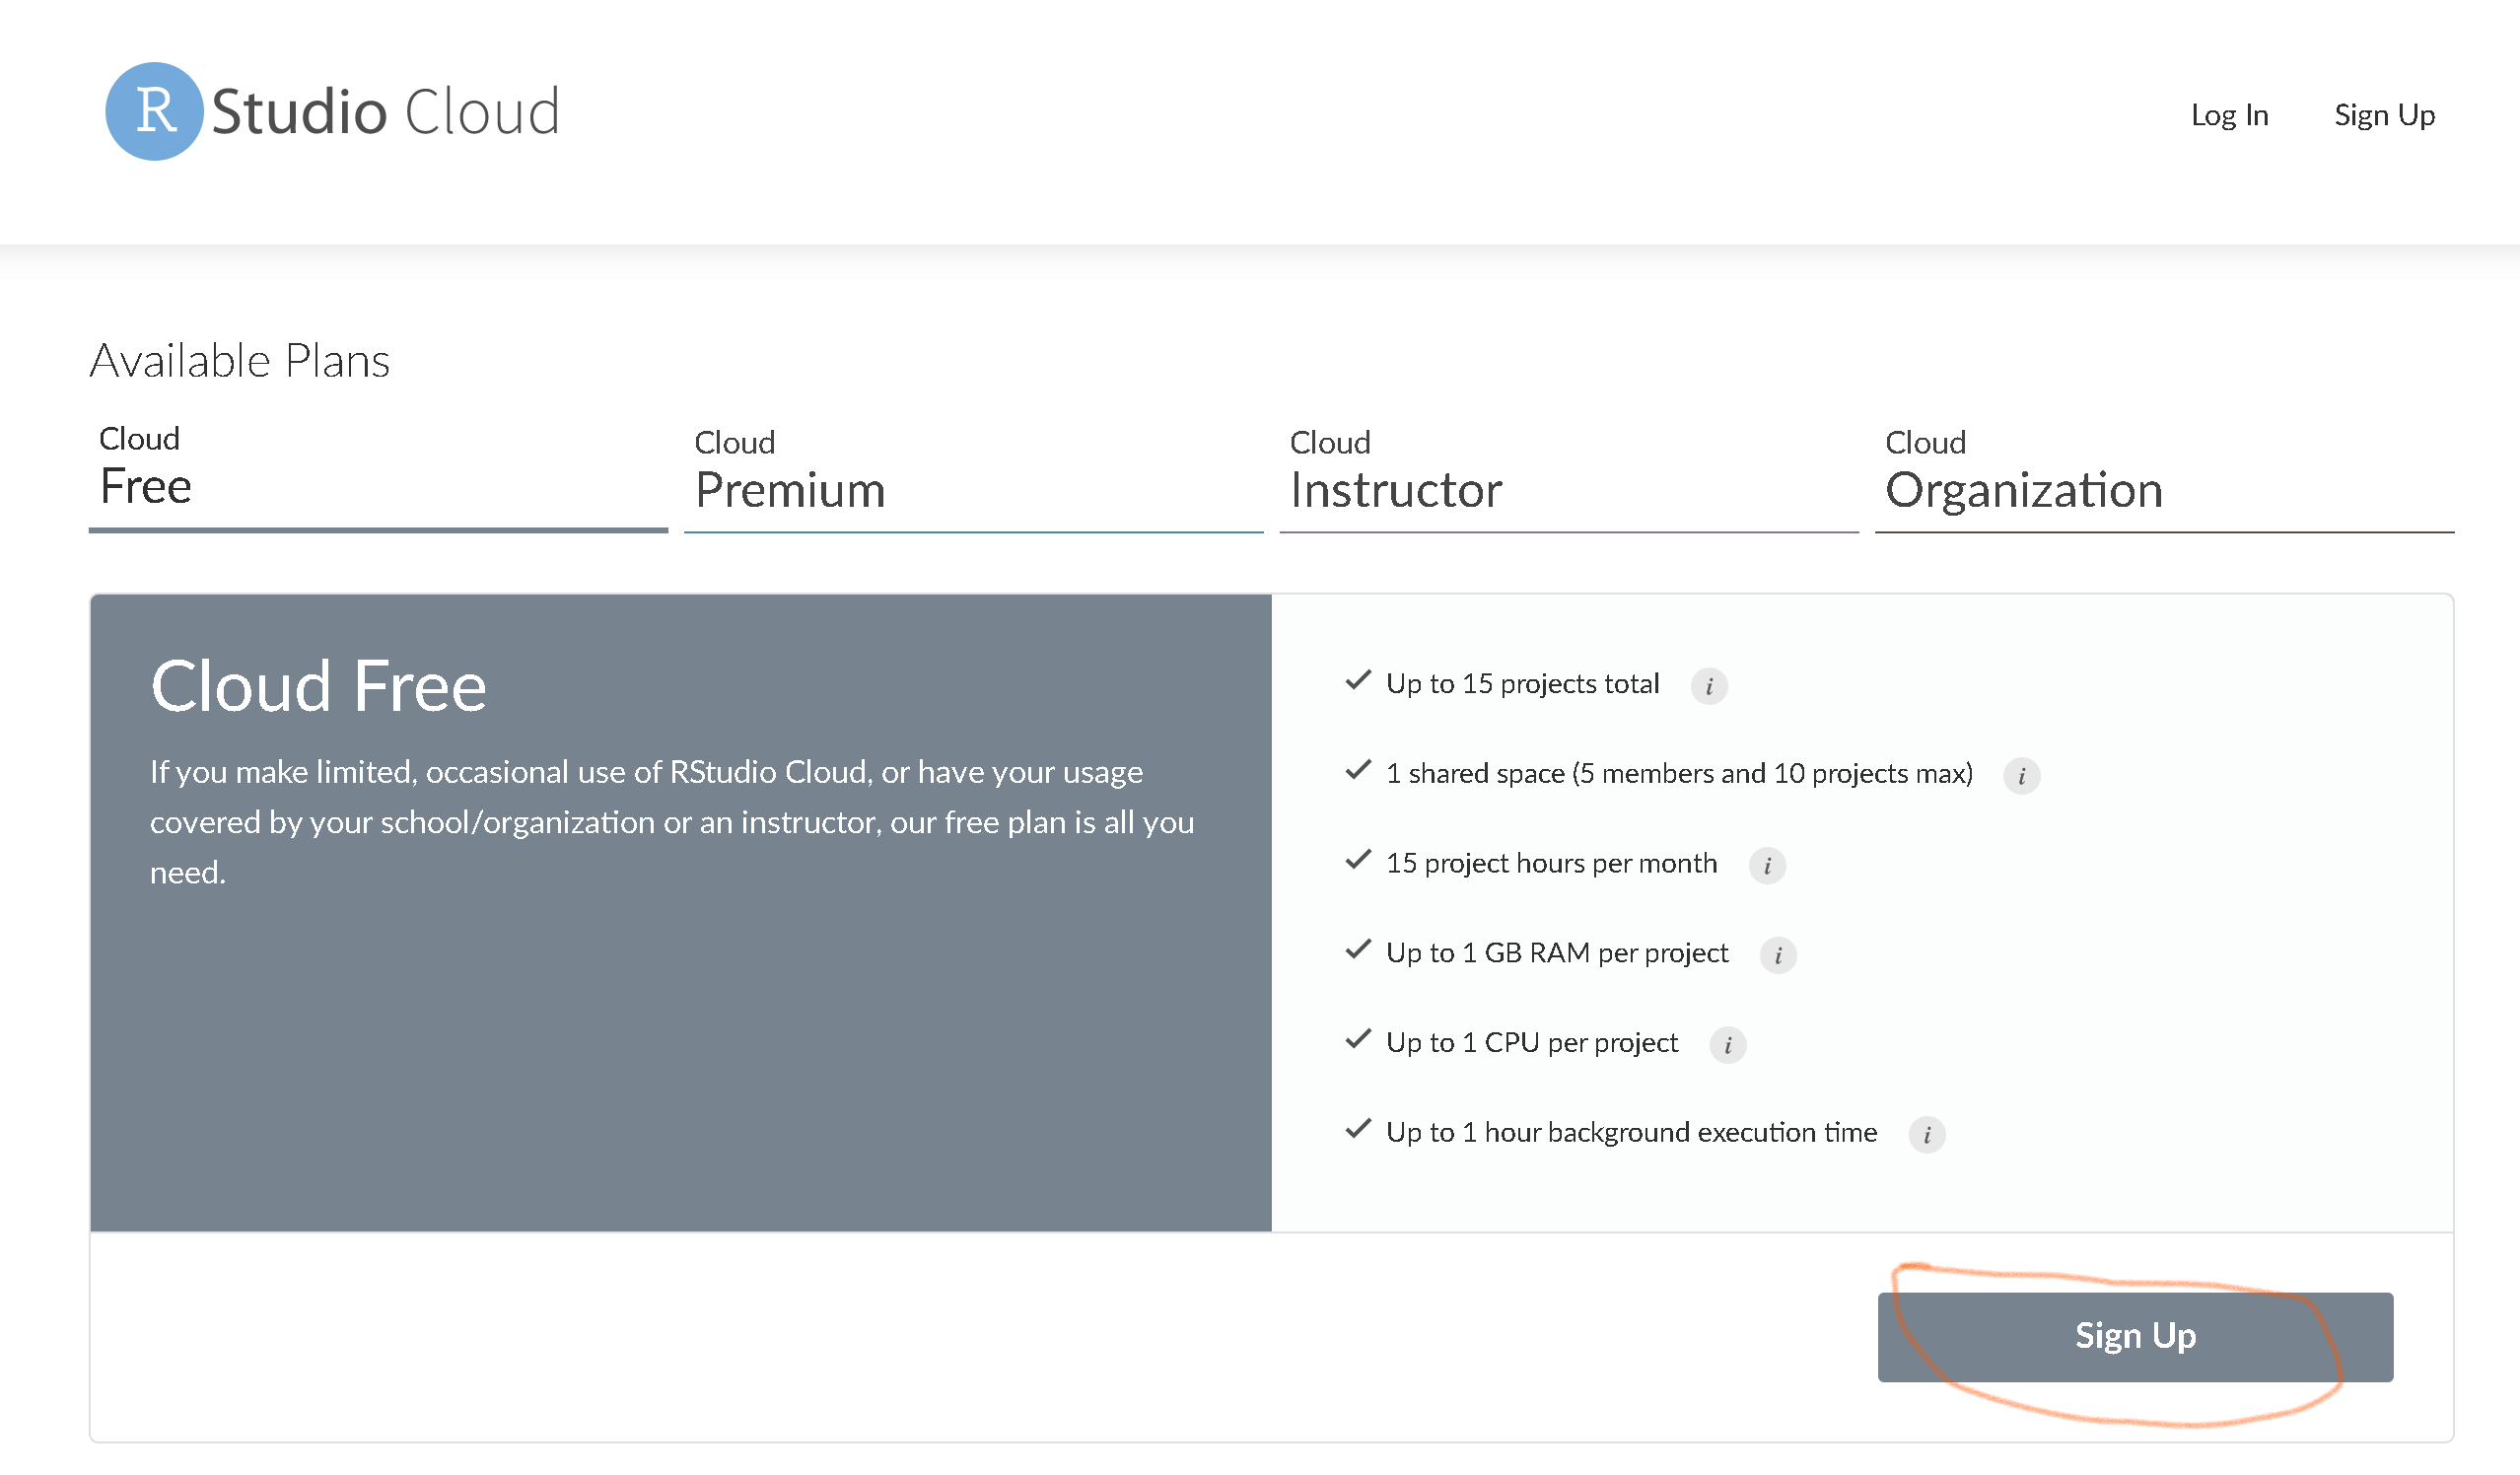 R Studio Cloud
Log In
Sign Up
Available Plans
Cloud
Free
Cloud
Premium
Cloud
Instructor
Cloud
Organization
Cloud Free
If you make limited, occasional use of RStudio Cloud, or have your usage
covered by your school/organization or an instructor, our free plan is all you
need.
Up to 15 projects total i
1 shared space (5 members and 10 projects max) i
15 project hours per month i
Up to 1 GB RAM per project i
Up to 1 CPU per project i
Up to 1 hour background execution time i
Sign Up